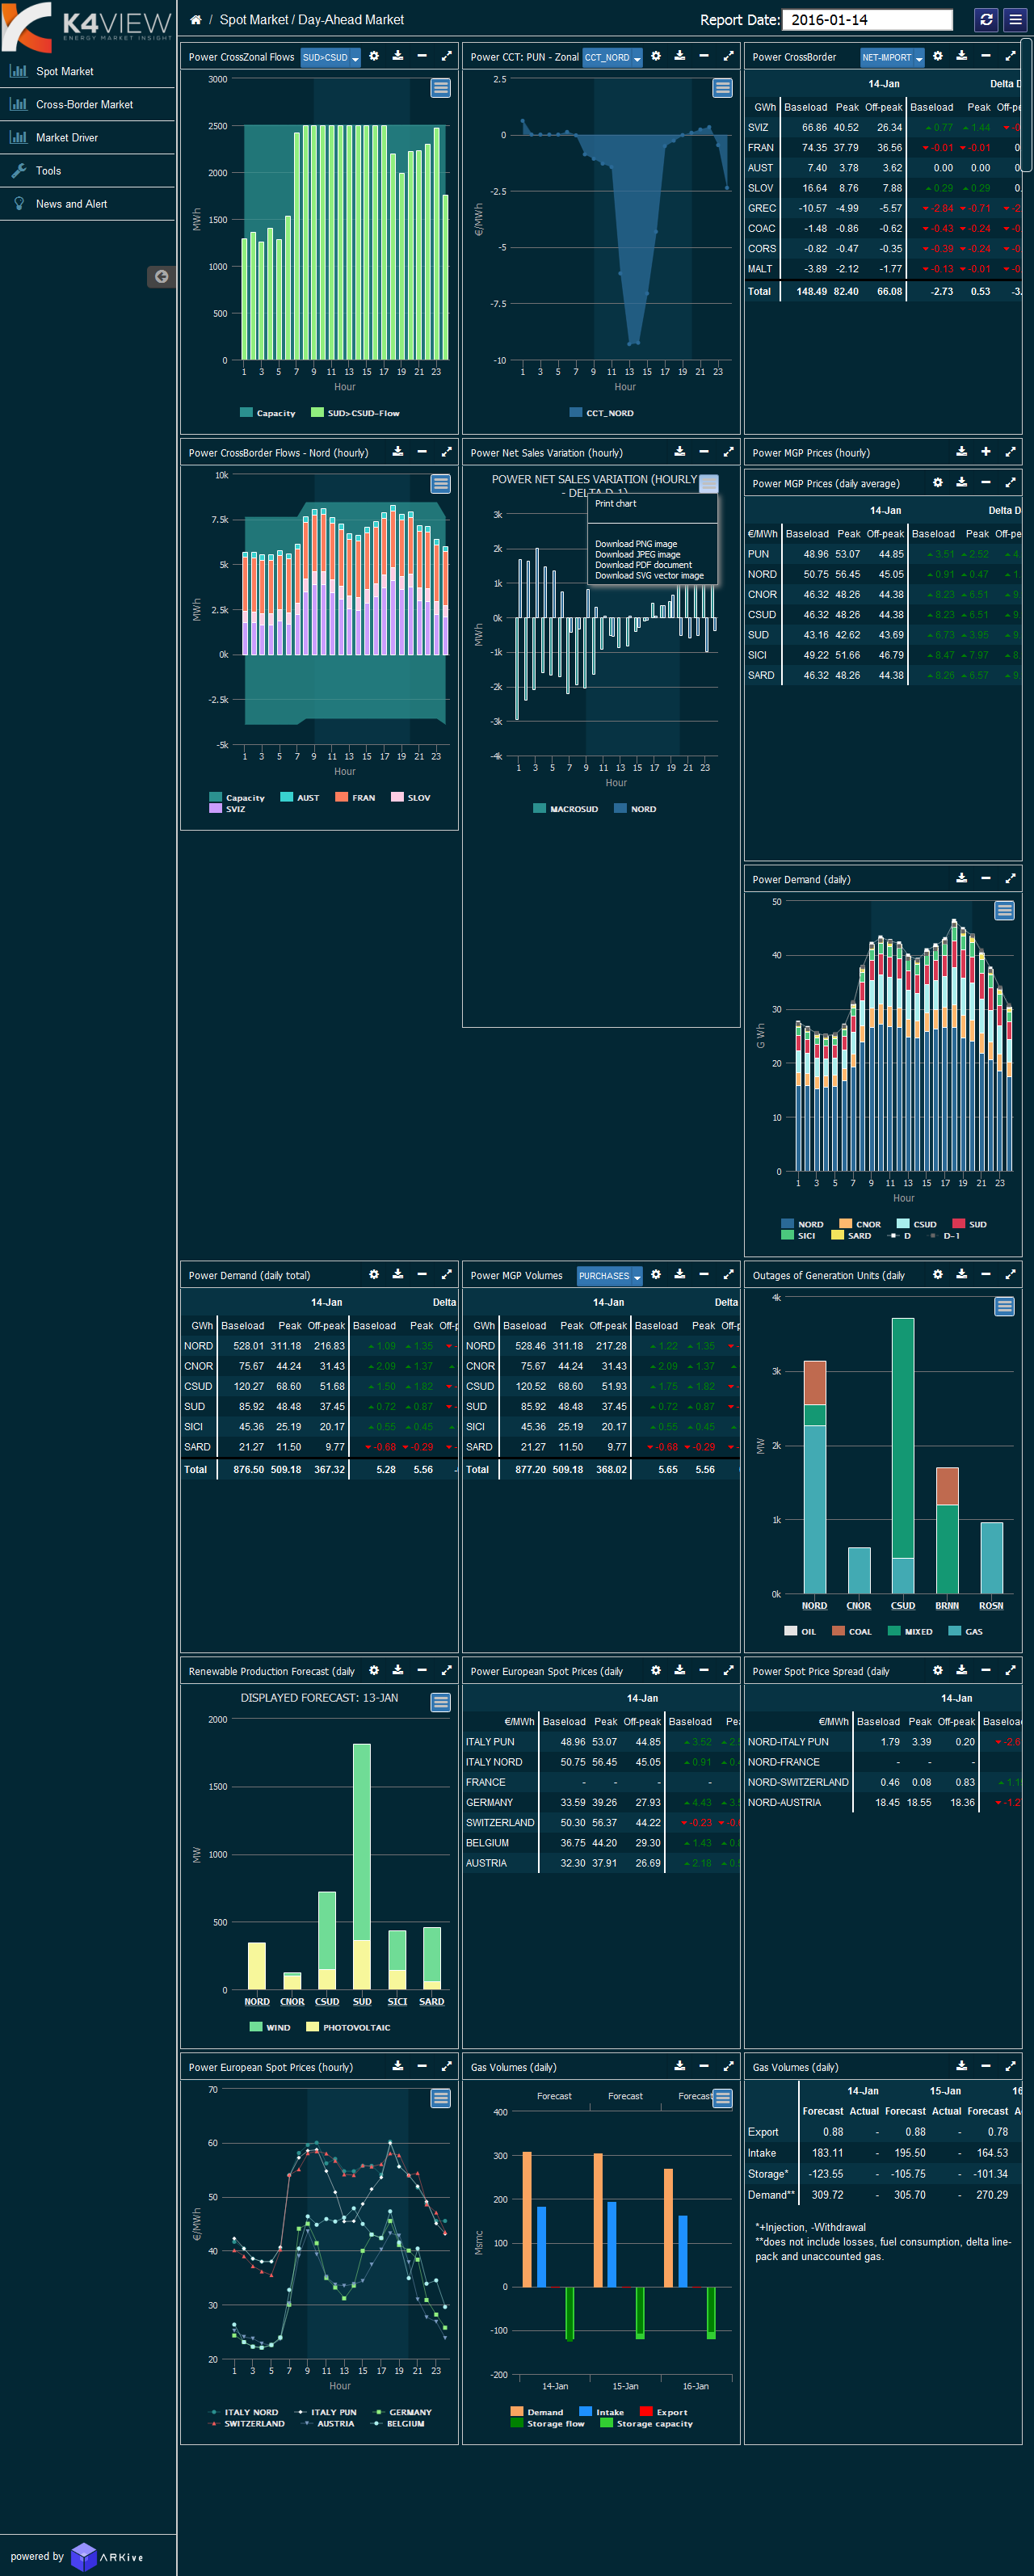 K4VIEW
ENERGY MARKET INSIGHT
/ Spot Market / Day-Ahead Market
Report Date: 2016-01-14
Spot Market
Cross-Border Market
Market Driver
Tools
News and Alert
Power CrossZonal Flows SUD>CSUD
3000
2500
2000
1500
1000
500
0
MWh
1 3 5 7 9 11 13 15 17 19 21 23
Hour
Capacity SUD>CSUD-Flow
Power CCT: PUN - Zonal CCT_NORD
2.5
0
-2.5
-5
-7.5
-10
€/MWh
1 3 5 7 9 11 13 15 17 19 21 23
Hour
CCT_NORD
Power CrossBorder NET-IMPORT
14-Jan Delta D
GWh Baseload Peak Off-peak Baseload Peak Off-p
SVIZ 66.86 40.52 26.34 0.77 1.44 -0
FRAN 74.35 37.79 36.56 -0.01 -0.01 0
AUST 7.40 3.78 3.62 0.00 0.00 0
SLOV 16.64 8.76 7.88 0.29 0.29 0.
GREC -10.57 -4.99 -5.57 -2.84 -0.71 -2
COAC -1.48 -0.86 -0.62 -0.43 -0.24 -0
CORS -0.82 -0.47 -0.35 -0.39 -0.24 -0
MALT -3.89 -2.12 -1.77 -0.13 -0.01 -0
Total 148.49 82.40 66.08 -2.73 0.53 -3.
Power CrossBorder Flows - Nord (hourly)
10k
7.5k
5k
2.5k
0k
-2.5k
-5k
MWh
1 3 5 7 9 11 13 15 17 19 21 23
Hour
Capacity AUST FRAN SLOV
SVIZ
Power Net Sales Variation (hourly)
POWER NET SALES VARIATION (HOURLY
- DELTA D-1)
Print chart
Download PNG image
Download JPEG image
Download PDF document
Download SVG vector image
3k
2k
1k
0k
-1k
-2k
-3k
-4k
MWh
1 3 5 7 9 11 13 15 17 19 21 23
Hour
MACROSUD NORD
Power MGP Prices (hourly)
Power MGP Prices (daily average)
14-Jan Delta D
€/MWh Baseload Peak Off-peak Baseload Peak Off-pe
PUN 48.96 53.07 44.85 3.51 2.52 4.
NORD 50.75 56.45 45.05 0.91 0.47 1.
CNOR 46.32 48.26 44.38 8.23 6.51 9.
CSUD 46.32 48.26 44.38 8.23 6.51 9.
SUD 43.16 42.62 43.69 6.73 3.95 9.
SICI 49.22 51.66 46.79 8.47 7.97 8.
SARD 46.32 48.26 44.38 8.26 6.57 9.
Power Demand (daily)
50
40
30
20
10
0
G Wh
1 3 5 7 9 11 13 15 17 19 21 23
Hour
NORD CNOR CSUD SUD
SICI SARD D D-1
Power Demand (daily total)
14-Jan Delta
GWh Baseload Peak Off-peak Baseload Peak Off-p
NORD 528.01 311.18 216.83 1.09 1.35 -
CNOR 75.67 44.24 31.43 2.09 1.37
CSUD 120.27 68.60 51.68 1.50 1.82 -
SUD 85.92 48.48 37.45 0.72 0.87 -
SICI 45.36 25.19 20.17 0.55 0.45
SARD 21.27 11.50 9.77 -0.68 -0.29 -
Total 876.50 509.18 367.32 5.28 5.56 -
Power MGP Volumes PURCHASES
14-Jan Delta
GWh Baseload Peak Off-peak Baseload Peak Off-p
NORD 528.46 311.18 217.28 1.22 1.35 -
CNOR 75.67 44.24 31.43 2.09 1.37
CSUD 120.52 68.60 51.93 1.75 1.82 -
SUD 85.92 48.48 37.45 0.72 0.87 -
SICI 45.36 25.19 20.17 0.55 0.45
SARD 21.27 11.50 9.77 -0.68 -0.29 -
Total 877.20 509.18 368.02 5.65 5.56
Outages of Generation Units (daily
4k
3k
2k
1k
0k
MW
NORD CNOR CSUD BRNN ROSN
OIL COAL MIXED GAS
Renewable Production Forecast (daily
DISPLAYED FORECAST: 13-JAN
2000
1500
1000
500
0
MW
NORD CNOR CSUD SUD SICI SARD
WIND PHOTOVOLTAIC
Power European Spot Prices (daily
14-Jan
€/MWh Baseload Peak Off-peak Baseload Pea
ITALY PUN 48.96 53.07 44.85 3.52 2.
ITALY NORD 50.75 56.45 45.05 0.91 0.
FRANCE - - - -
GERMANY 33.59 39.26 27.93 4.43 3.
SWITZERLAND 50.30 56.37 44.22 -0.23 -0.
BELGIUM 36.75 44.20 29.30 1.43 0.
AUSTRIA 32.30 37.91 26.69 2.18 0.
Power Spot Price Spread (daily
14-Jan
€/MWh Baseload Peak Off-peak Baseloa
NORD-ITALY PUN 1.79 3.39 0.20 -2.6
NORD-FRANCE - - -
NORD-SWITZERLAND 0.46 0.08 0.83 1.1
NORD-AUSTRIA 18.45 18.55 18.36 -1.2
Power European Spot Prices (hourly)
70
60
50
40
30
20
€/MWh
1 3 5 7 9 11 13 15 17 19 21 23
Hour
ITALY NORD ITALY PUN GERMANY
SWITZERLAND AUSTRIA BELGIUM
Gas Volumes (daily)
Forecast Forecast Forecast
400
300
200
100
0
-100
-200
Msmc
14-Jan 15-Jan 16-Jan
Demand Intake Export
Storage flow Storage capacity
Gas Volumes (daily)
14-Jan 15-Jan 16
Forecast Actual Forecast Actual Forecast A
Export 0.88 - 0.88 - 0.78
Intake 183.11 - 195.50 - 164.53
Storage* -123.55 - -105.75 - -101.34
Demand** 309.72 - 305.70 - 270.29
*+Injection, -Withdrawal
**does not include losses, fuel consumption, delta line-
pack and unaccounted gas.
powered by ARKive